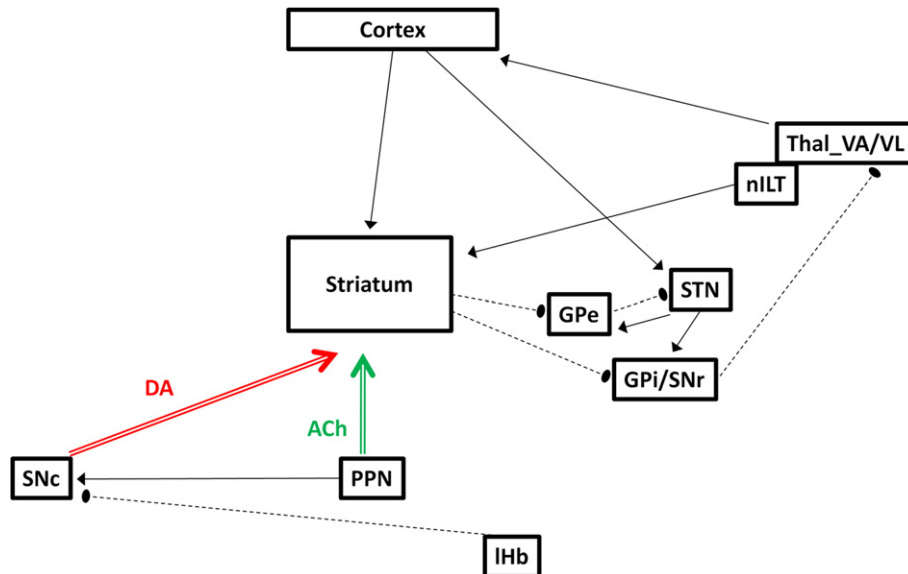 Cortex
Thal_VA/VL
nILT
Striatum
STN
GPe
GPi/SNr
DA
ACh
SNc
PPN
lHb